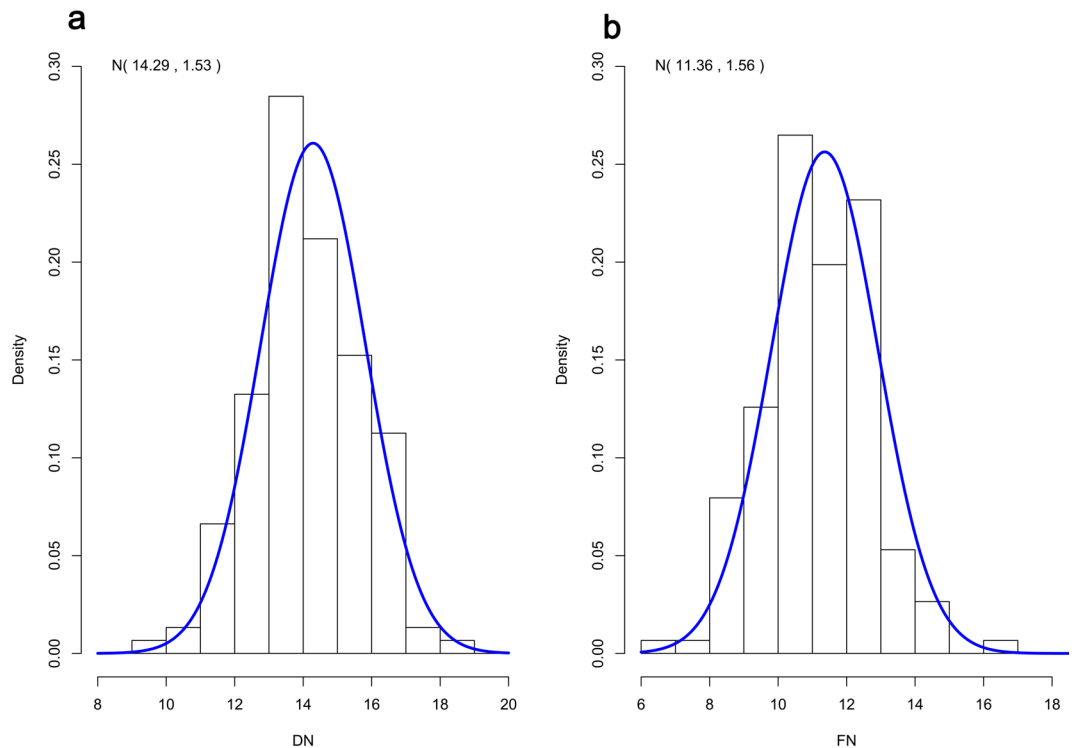 a
N( 14.29 , 1.53 )
0.30
0.25
0.20
0.15
0.10
0.05
0.00
Density
8 10 12 14 16 18 20
DN
b
N( 11.36 , 1.56 )
0.30
0.25
0.20
0.15
0.10
0.05
0.00
Density
6 8 10 12 14 16 18
FN